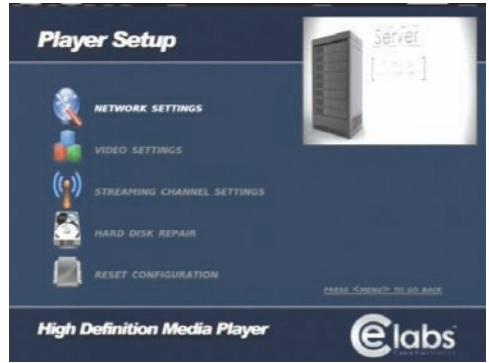 Player Setup
Server
NETWORK SETTINGS
VIDEO SETTINGS
STREAMING CHANNEL SETTINGS
HARD DISK REPAIR
RESET CONFIGURATION
PRESS <MENU> TO GO BACK
High Definition Media Player
elabs